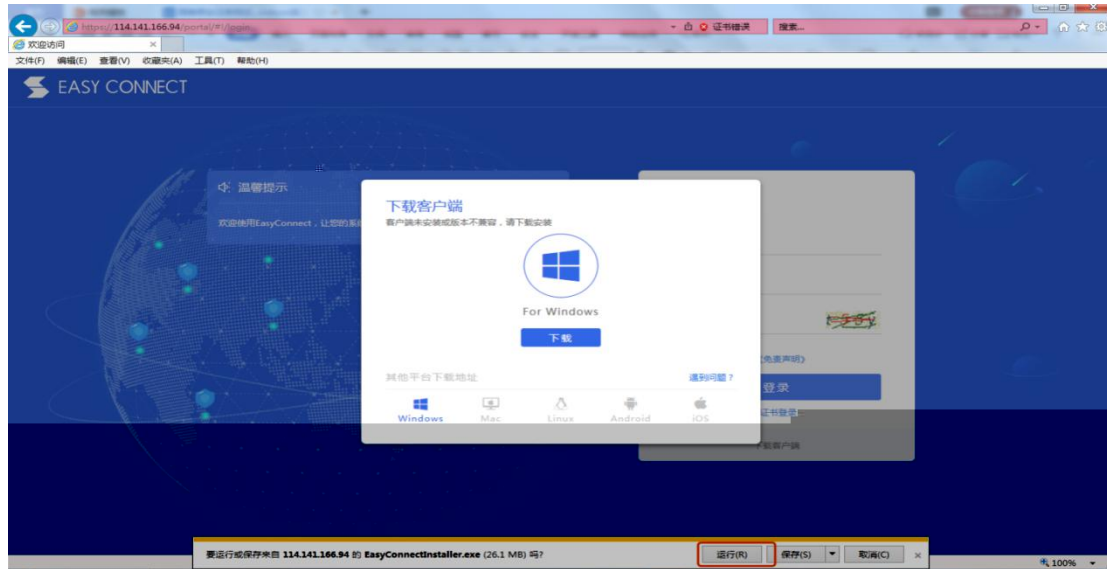 https://114.141.166.94/portal/#!/login
证书错误
搜索...
欢迎访问
文件(F) 编辑(E) 查看(V) 收藏夹(A) 工具(T) 帮助(H)
EASY CONNECT
温馨提示
欢迎使用EasyConnect，让您的系
下载客户端
客户端未安装或版本不兼容，请下载安装
For Windows
下载
其他平台下载地址
遇到问题？
Windows Mac Linux Android iOS
免责声明》
登录
证书登录
下载客户端
要运行或保存来自 114.141.166.94 的 EasyConnectInstaller.exe (26.1 MB) 吗?
运行(R) 保存(S) 取消(C)
100%